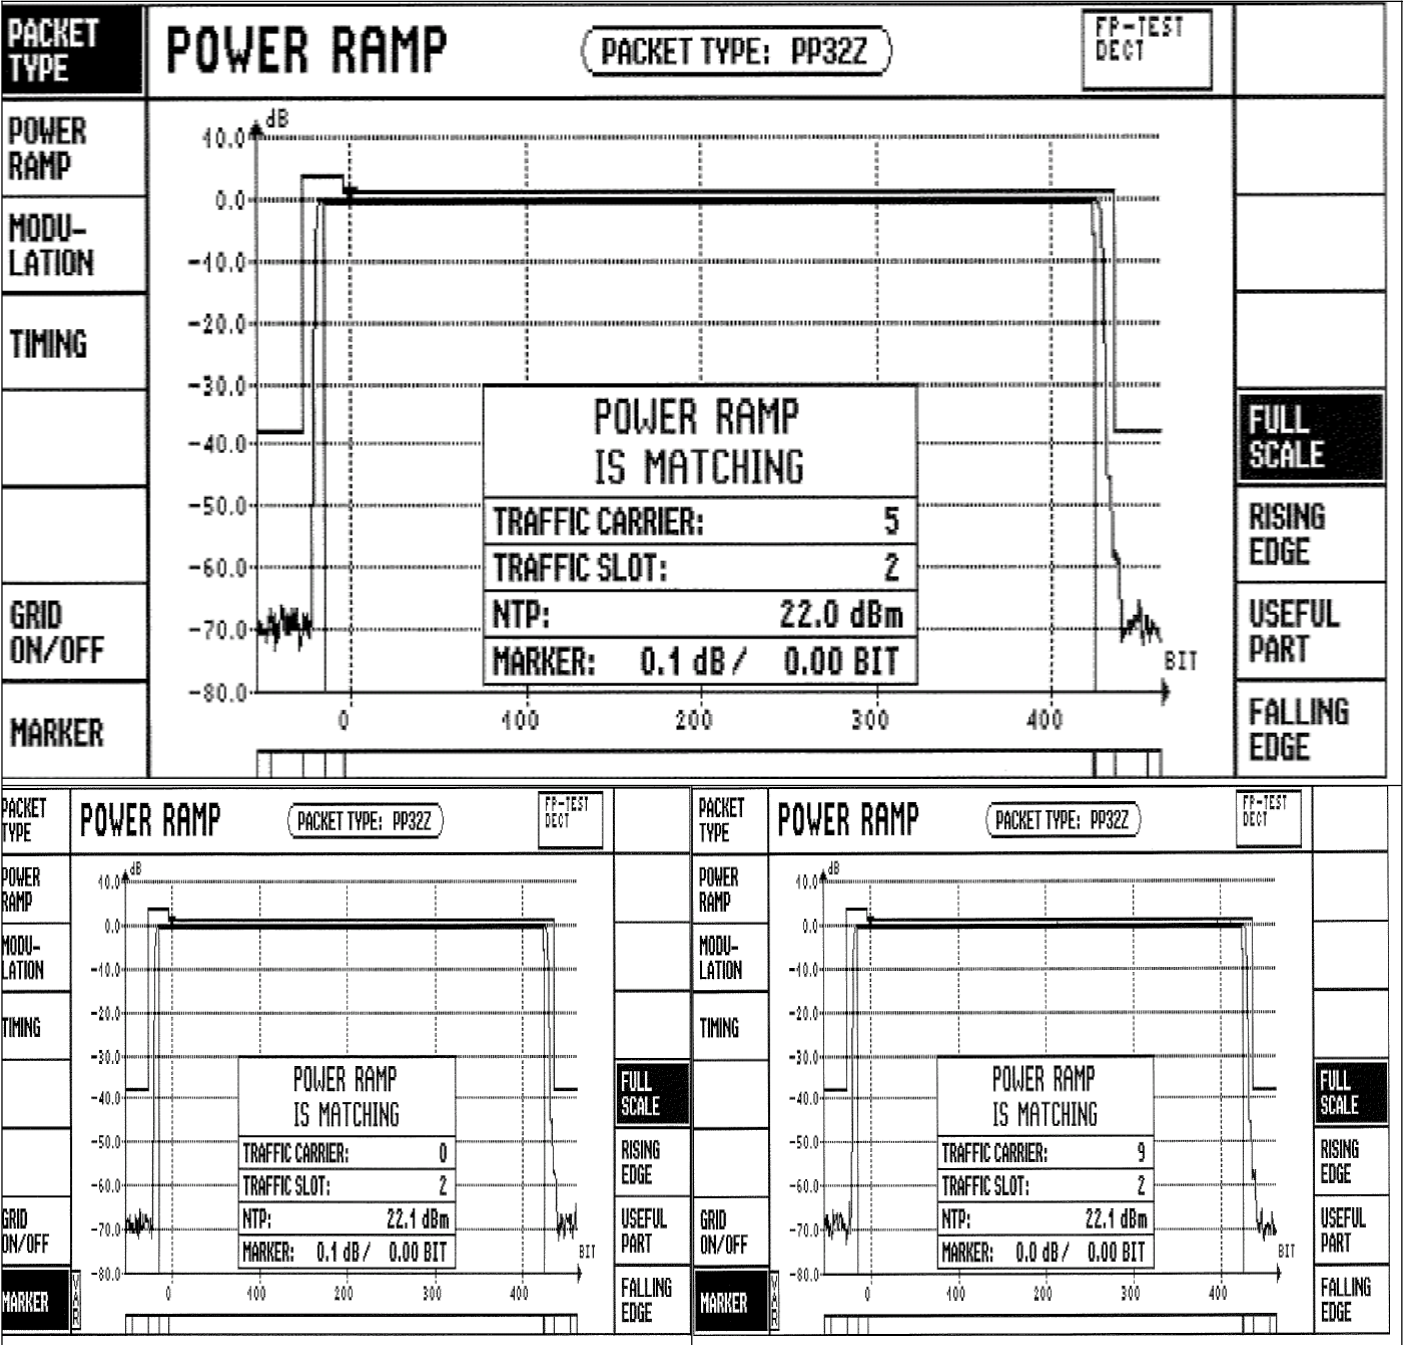 PACKET
TYPE
POWER RAMP
PACKET TYPE: PP32Z
FP-TEST
DECT
POWER
RAMP
MODU-
LATION
TIMING
GRID
ON/OFF
MARKER
dB
10.0
0.0
-10.0
-20.0
-30.0
-40.0
-50.0
-60.0
-70.0
-80.0
0
100
200
300
400
BIT
POWER RAMP
IS MATCHING
TRAFFIC CARRIER: 5
TRAFFIC SLOT: 2
NTP: 22.0 dBm
MARKER: 0.1 dB / 0.00 BIT
FULL
SCALE
RISING
EDGE
USEFUL
PART
FALLING
EDGE
PACKET
TYPE
POWER RAMP
PACKET TYPE: PP32Z
FP-TEST
DECT
POWER
RAMP
MODU-
LATION
TIMING
GRID
ON/OFF
MARKER
VAR
dB
10.0
0.0
-10.0
-20.0
-30.0
-40.0
-50.0
-60.0
-70.0
-80.0
0
100
200
300
400
BIT
POWER RAMP
IS MATCHING
TRAFFIC CARRIER: 0
TRAFFIC SLOT: 2
NTP: 22.1 dBm
MARKER: 0.1 dB / 0.00 BIT
FULL
SCALE
RISING
EDGE
USEFUL
PART
FALLING
EDGE
PACKET
TYPE
POWER RAMP
PACKET TYPE: PP32Z
FP-TEST
DECT
POWER
RAMP
MODU-
LATION
TIMING
GRID
ON/OFF
MARKER
VAR
dB
10.0
0.0
-10.0
-20.0
-30.0
-40.0
-50.0
-60.0
-70.0
-80.0
0
100
200
300
400
BIT
POWER RAMP
IS MATCHING
TRAFFIC CARRIER: 9
TRAFFIC SLOT: 2
NTP: 22.1 dBm
MARKER: 0.0 dB / 0.00 BIT
FULL
SCALE
RISING
EDGE
USEFUL
PART
FALLING
EDGE